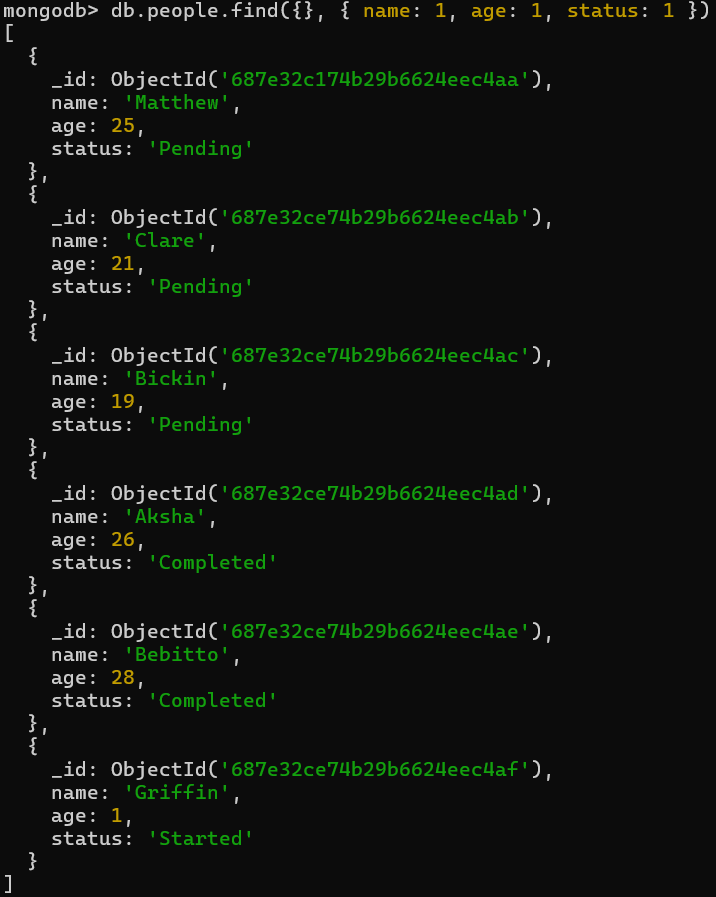 mongodb> db.people.find({}, { name: 1, age: 1, status: 1 })
[
  {
    _id: ObjectId('687e32c174b29b6624eec4aa'),
    name: 'Matthew',
    age: 25,
    status: 'Pending'
  },
  {
    _id: ObjectId('687e32ce74b29b6624eec4ab'),
    name: 'Clare',
    age: 21,
    status: 'Pending'
  },
  {
    _id: ObjectId('687e32ce74b29b6624eec4ac'),
    name: 'Bickin',
    age: 19,
    status: 'Pending'
  },
  {
    _id: ObjectId('687e32ce74b29b6624eec4ad'),
    name: 'Aksha',
    age: 26,
    status: 'Completed'
  },
  {
    _id: ObjectId('687e32ce74b29b6624eec4ae'),
    name: 'Bebitto',
    age: 28,
    status: 'Completed'
  },
  {
    _id: ObjectId('687e32ce74b29b6624eec4af'),
    name: 'Griffin',
    age: 1,
    status: 'Started'
  }
]